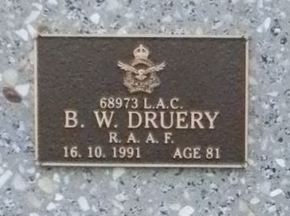 68973 L.A.C.
B. W. DRUERY
R. A. A. F.
16. 10. 1991 AGE 81